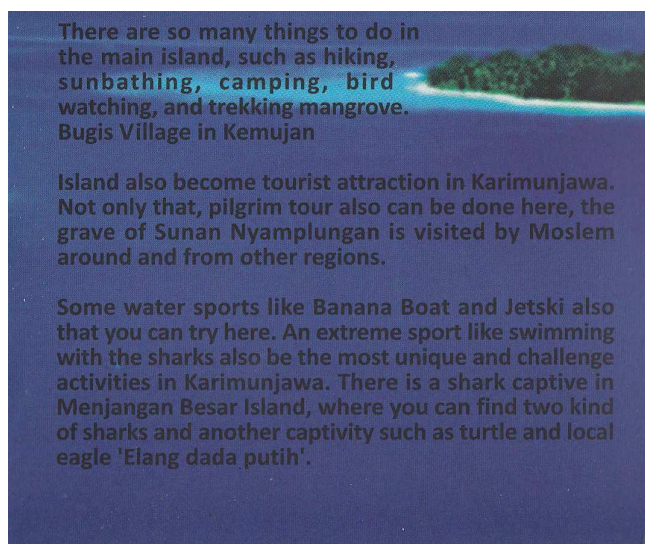 There are so many things to do in
the main island, such as hiking,
sunbathing, camping, bird
watching, and trekking mangrove.
Bugis Village in Kemujan
Island also become tourist attraction in Karimunjawa.
Not only that, pilgrim tour also can be done here, the
grave of Sunan Nyamplungan is visited by Moslem
around and from other regions.
Some water sports like Banana Boat and Jetski also
that you can try here. An extreme sport like swimming
with the sharks also be the most unique and challenge
activities in Karimunjawa. There is a shark captive in
Menjangan Besar Island, where you can find two kind
of sharks and another captivity such as turtle and local
eagle 'Elang dada putih'.